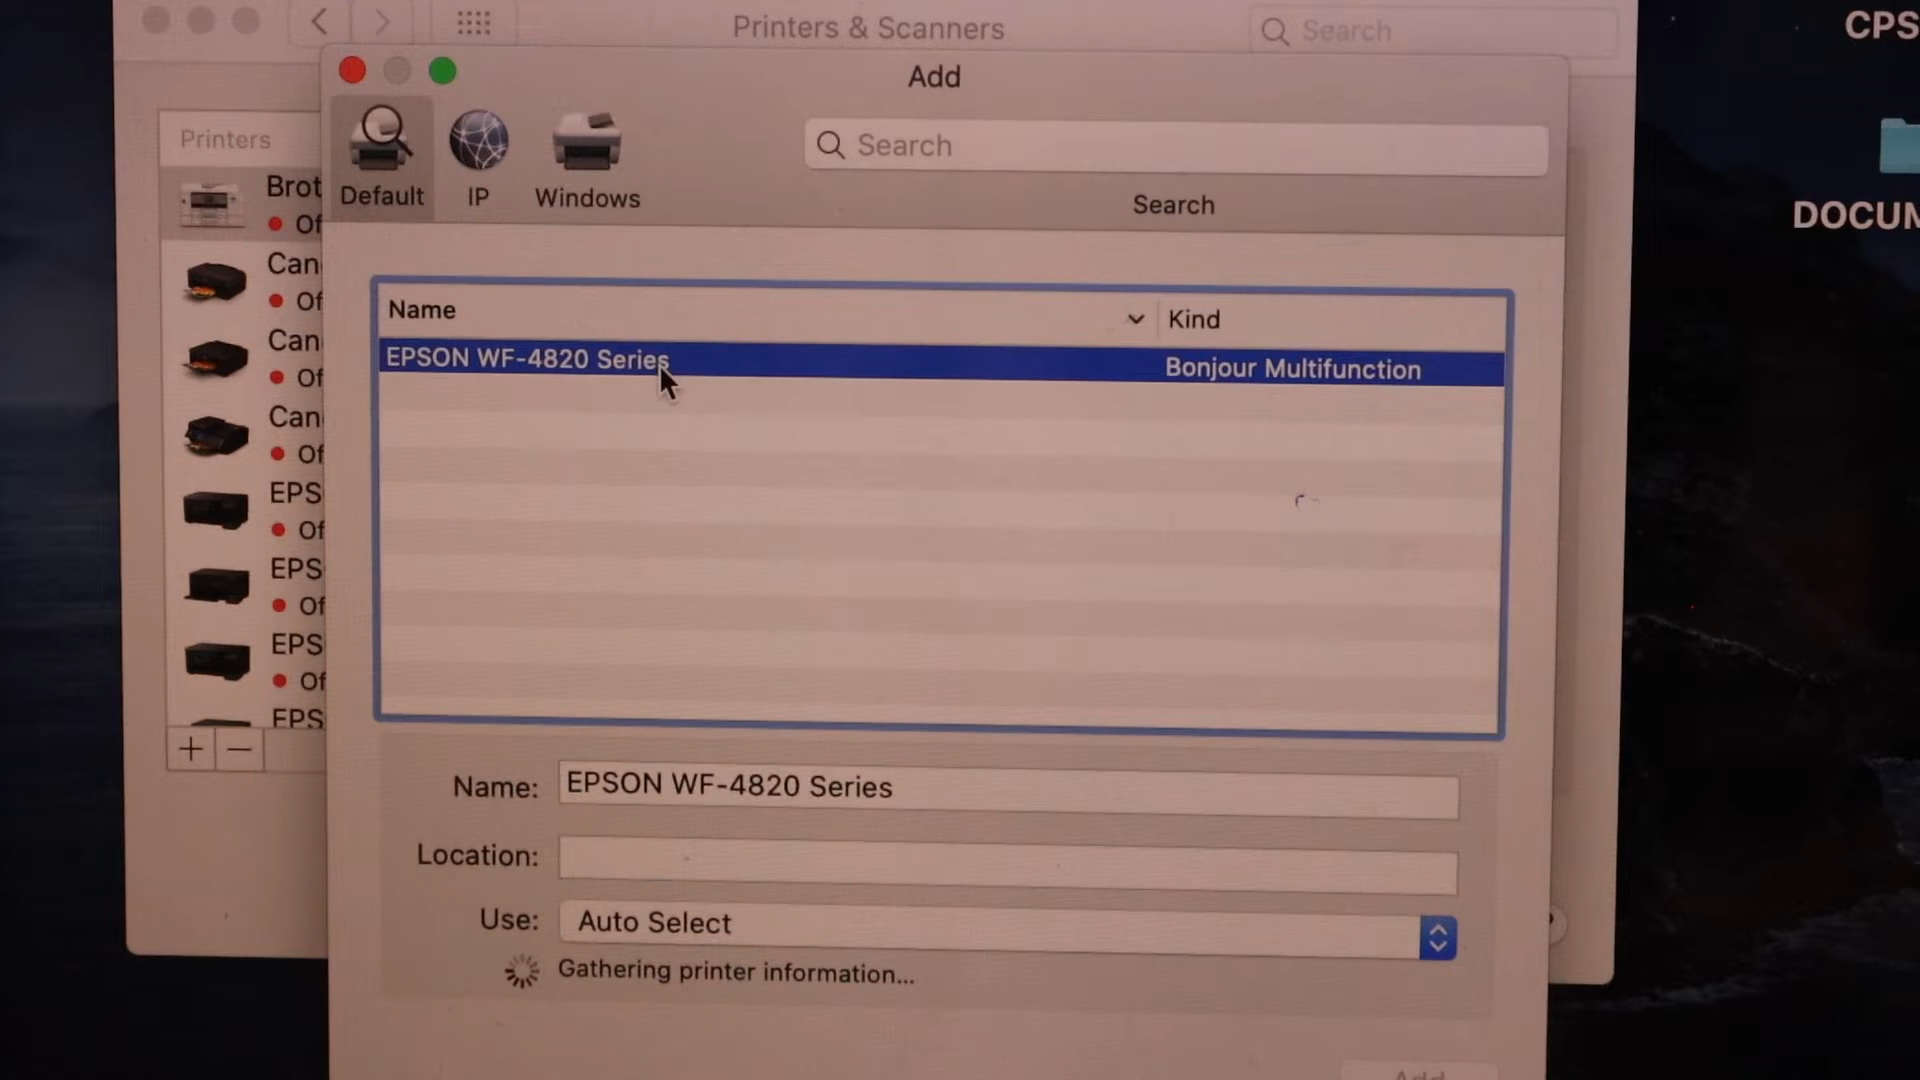 Printers & Scanners
Search
CPS
Add
Default
IP
Windows
Search
Search
DOCUM
Printers
Brot
Of
Can
Of
Can
Of
Can
Of
EPS
Of
EPS
Of
EPS
Of
EPS
Name
Kind
EPSON WF-4820 Series
Bonjour Multifunction
Name:
EPSON WF-4820 Series
Location:
Use:
Auto Select
Gathering printer information...
Add